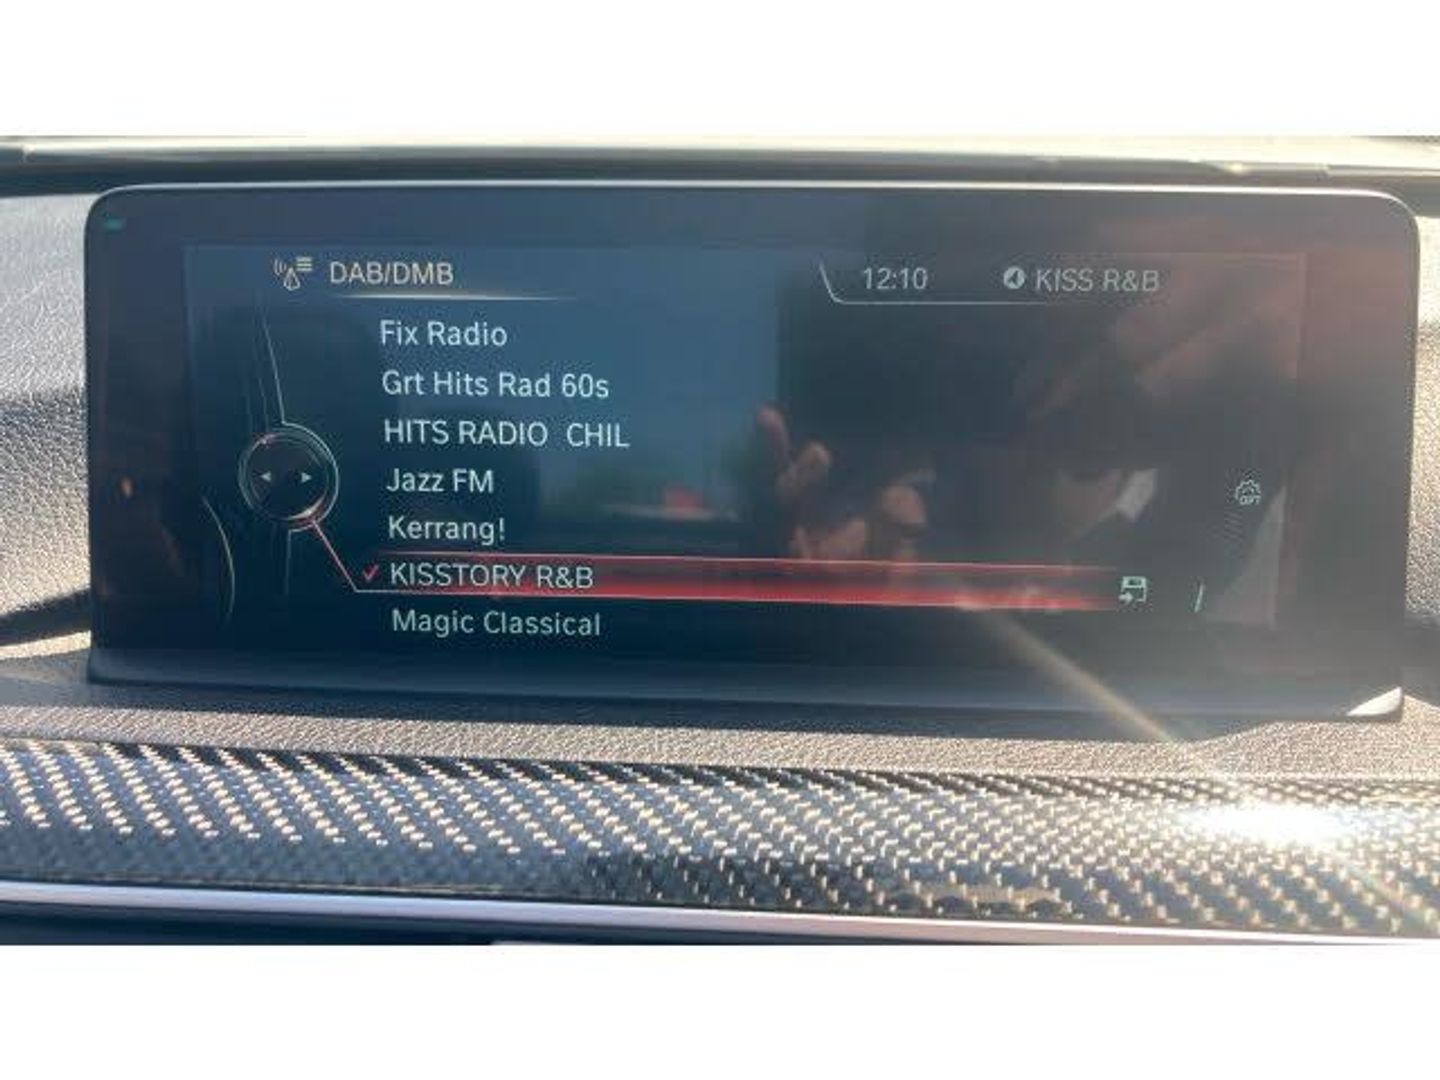 DAB/DMB
12:10 KISS R&B
Fix Radio
Grt Hits Rad 60s
HITS RADIO CHIL
Jazz FM
Kerrang!
KISSTORY R&B
Magic Classical
OPT